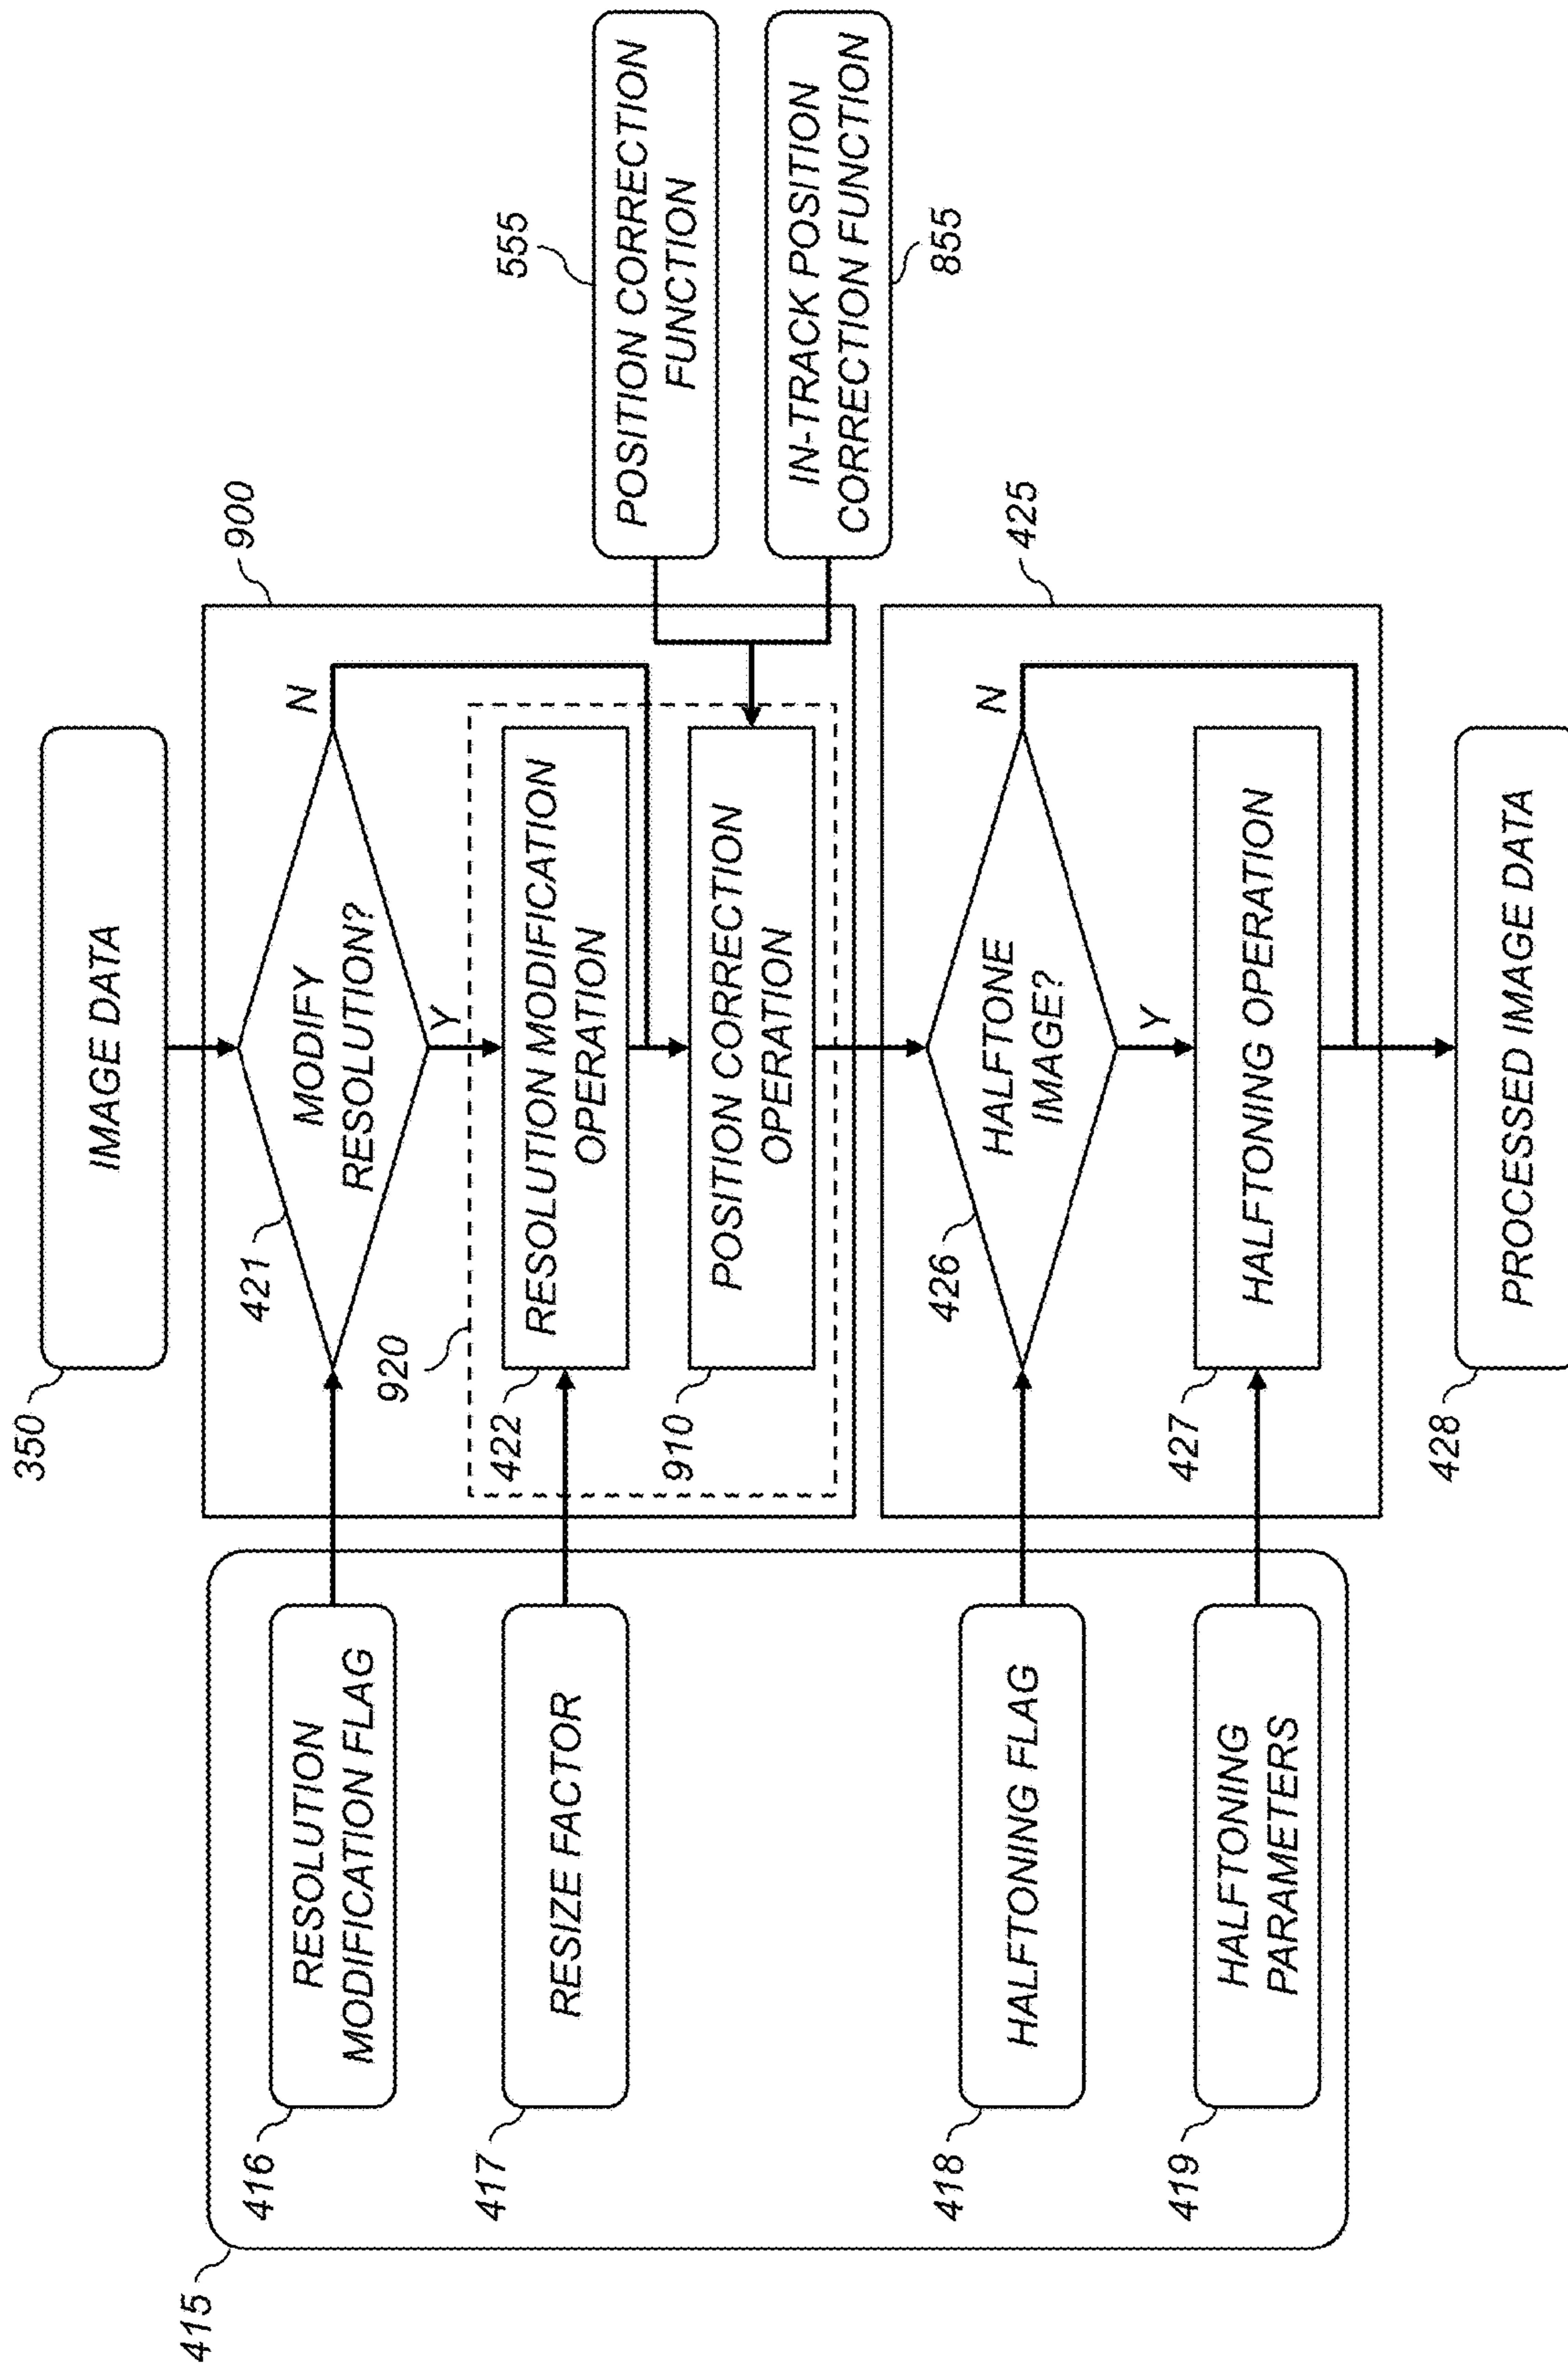 350
IMAGE DATA
900
421
MODIFY
RESOLUTION?
N
Y
920
422
RESOLUTION MODIFICATION
OPERATION
910
POSITION CORRECTION
OPERATION
555
POSITION CORRECTION
FUNCTION
IN-TRACK POSITION
CORRECTION FUNCTION
855
415
416
RESOLUTION
MODIFICATION FLAG
417
RESIZE FACTOR
418
HALFTONING FLAG
419
HALFTONING
PARAMETERS
425
426
HALFTONE
IMAGE?
N
Y
427
HALFTONING OPERATION
428
PROCESSED IMAGE DATA